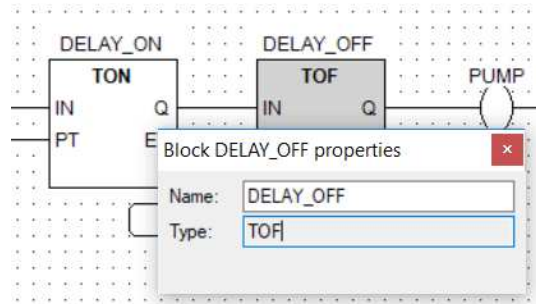 DELAY_ON DELAY_OFF
TON TOF PUMP
IN Q IN Q
PT E
Block DELAY_OFF properties ×
Name: DELAY_OFF
Type: TOF